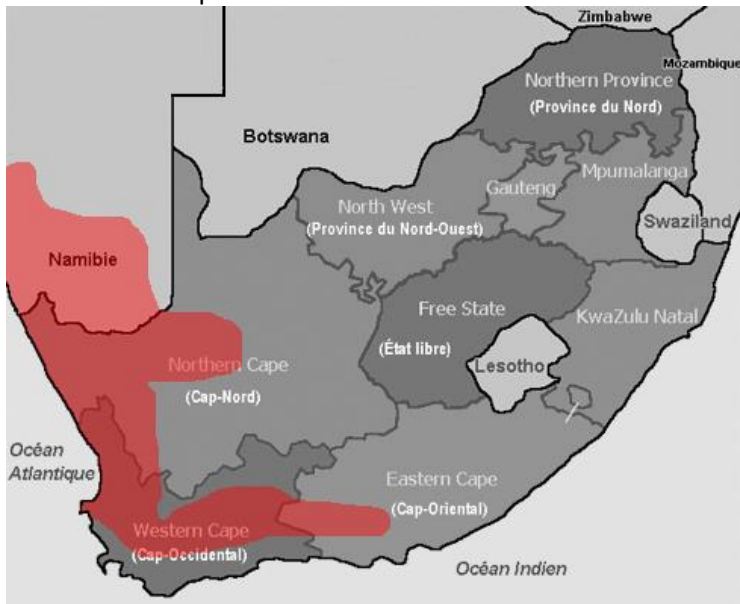 Zimbabwe
Mozambique
Northern Province
(Province du Nord)
Botswana
Mpumalanga
Gauteng
North West
(Province du Nord-Ouest)
Swaziland
Namibie
Free State
KwaZulu Natal
(État libre)
Lesotho
Northern Cape
(Cap-Nord)
Océan
Atlantique
Eastern Cape
(Cap-Oriental)
Western Cape
(Cap-Occidental)
Océan Indien